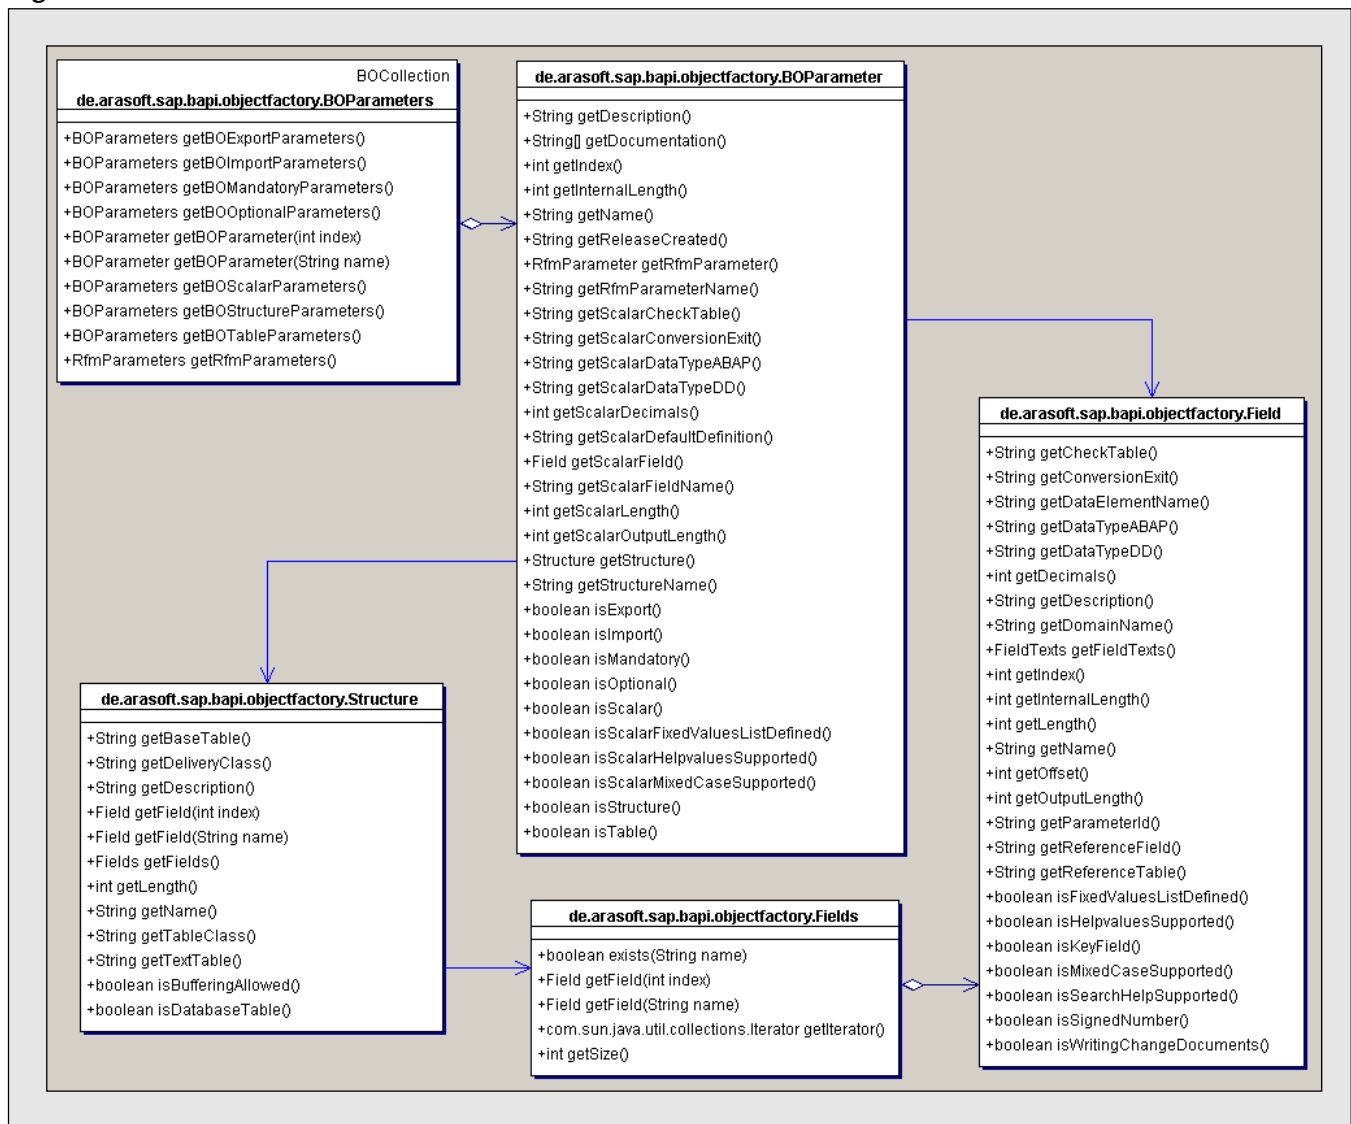 BOCollection
de.arasoft.sap.bapi.objectfactory.BOParameters
+BOParameters getBOExportParameters()
+BOParameters getBOImportParameters()
+BOParameters getBOMandatoryParameters()
+BOParameters getBOOptionalParameters()
+BOParameter getBOParameter(int index)
+BOParameter getBOParameter(String name)
+BOParameters getBOScalarParameters()
+BOParameters getBOStructureParameters()
+BOParameters getBOTableParameters()
+RfmParameters getRfmParameters()
de.arasoft.sap.bapi.objectfactory.BOParameter
+String getDescription()
+String[] getDocumentation()
+int getIndex()
+int getInternalLength()
+String getName()
+String getReleaseCreated()
+RfmParameter getRfmParameter()
+String getRfmParameterName()
+String getScalarCheckTable()
+String getScalarConversionExit()
+String getScalarDataTypeABAP()
+String getScalarDataTypeDD()
+int getScalarDecimals()
+String getScalarDefaultDefinition()
+Field getScalarField()
+String getScalarFieldName()
+int getScalarLength()
+int getScalarOutputLength()
+Structure getStructure()
+String getStructureName()
+boolean isExport()
+boolean isImport()
+boolean isMandatory()
+boolean isOptional()
+boolean isScalar()
+boolean isScalarFixedValuesListDefined()
+boolean isScalarHelpvaluesSupported()
+boolean isScalarMixedCaseSupported()
+boolean isStructure()
+boolean isTable()
de.arasoft.sap.bapi.objectfactory.Field
+String getCheckTable()
+String getConversionExit()
+String getDataElementName()
+String getDataTypeABAP()
+String getDataTypeDD()
+int getDecimals()
+String getDescription()
+String getDomainName()
+FieldTexts getFieldTexts()
+int getIndex()
+int getInternalLength()
+int getLength()
+String getName()
+int getOffset()
+int getOutputLength()
+String getParameterId()
+String getReferenceField()
+String getReferenceTable()
+boolean isFixedValuesListDefined()
+boolean isHelpvaluesSupported()
+boolean isKeyField()
+boolean isMixedCaseSupported()
+boolean isSearchHelpSupported()
+boolean isSignedNumber()
+boolean isWritingChangeDocuments()
de.arasoft.sap.bapi.objectfactory.Structure
+String getBaseTable()
+String getDeliveryClass()
+String getDescription()
+Field getField(int index)
+Field getField(String name)
+Fields getFields()
+int getLength()
+String getName()
+String getTableClass()
+String getTextTable()
+boolean isBufferingAllowed()
+boolean isDatabaseTable()
de.arasoft.sap.bapi.objectfactory.Fields
+boolean exists(String name)
+Field getField(int index)
+Field getField(String name)
+com.sun.java.util.collections.Iterator getIterator()
+int getSize()